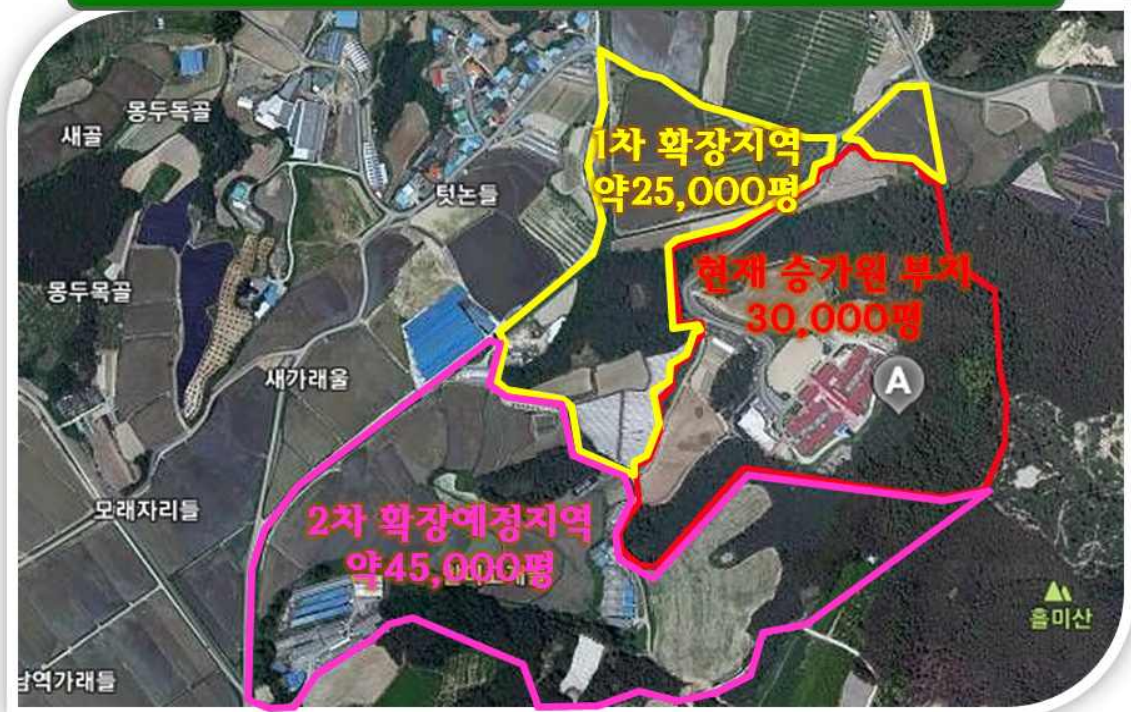 몽두독골
새골
1차 확장지역
약25,000평
텃논들
몽두목골
현재 승가원 부지
30,000평
새가래울
A
모래자리들
2차 확장예정지역
약45,000평
흘미산
남역가래들